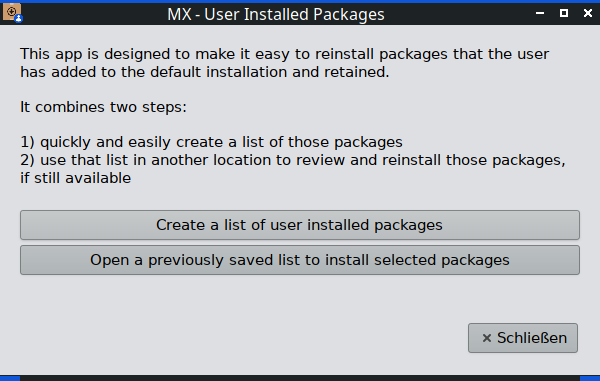 MX - User Installed Packages
This app is designed to make it easy to reinstall packages that the user
has added to the default installation and retained.
It combines two steps:
1) quickly and easily create a list of those packages
2) use that list in another location to review and reinstall those packages,
if still available
Create a list of user installed packages
Open a previously saved list to install selected packages
Schließen